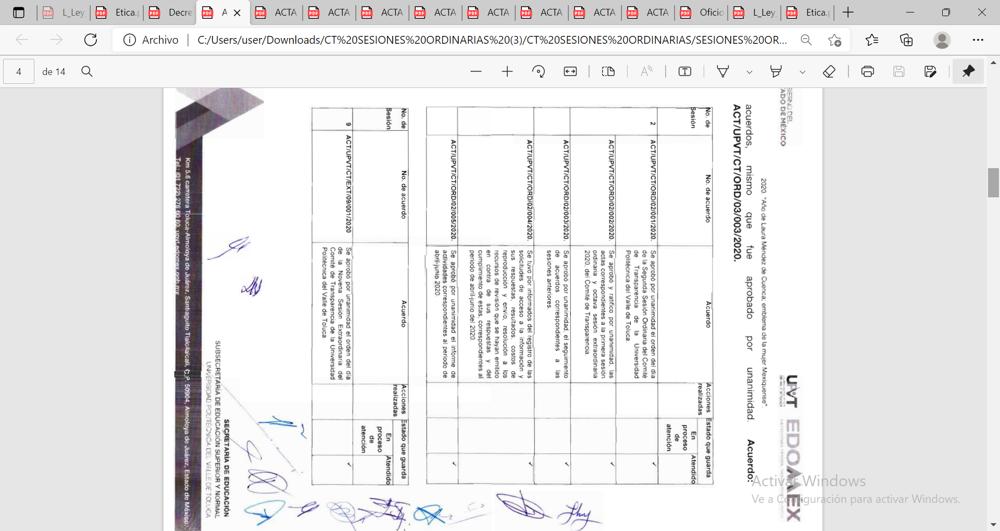 L_Ley_
Etica.p
Decre
A
ACTA
ACTA
ACTA
ACTA
ACTA
ACTA
ACTA
ACTA
Oficio
L_Ley_
Etica.p
Archivo
C:/Users/user/Downloads/CT%20SESIONES%20ORDINARIAS%20(3)/CT%20SESIONES%20ORDINARIAS/SESIONES%20OR...
4
de 14
BIERNO DEL
ADO DE MÉXICO
UPVT EDOMEX
2020. "Año de Laura Méndez de Cuenca; emblema de la mujer Mexiquense".
acuerdos, mismo que fue aprobado por unanimidad. Acuerdo:
ACT/UPVT/CT/ORD/03/003/2020.
No. de Sesión
No. de acuerdo
Acuerdo
Acciones realizadas
Estado que guarda
En proceso de atención
Atendido
2
ACT/UPVT/CT/ORD/02/001/2020.
Se aprobó por unanimidad el orden del día
de la Segunda Sesión Ordinaria del Comité
de Transparencia de la Universidad
Politécnica del Valle de Toluca.
✓
ACT/UPVT/CT/ORD/02/002/2020.
Se aprobó y ratifico por unanimidad, las
actas correspondientes a la primera sesión
ordinaria y octava sesión extraordinaria
2020, del Comité de Transparencia.
✓
ACT/UPVT/CT/ORD/02/003/2020.
Se aprobó por unanimidad, el seguimiento
de acuerdos correspondientes a las
sesiones anteriores.
✓
ACT/UPVT/CT/ORD/02/004/2020.
Se tuvo por informados del registro de las
solicitudes de acceso a la información y
sus respuestas, resultados, costos de
reproducción y envío, resolución a los
recursos de revisión que se hayan emitido
en contra de sus respuestas y del
cumplimiento de estas, correspondientes al
periodo de abril-junio del 2020
✓
ACT/UPVT/CT/ORD/02/005/2020.
Se aprobó por unanimidad el informe de
actividades correspondientes al periodo de
abril-junio 2020.
✓
No. de Sesión
No. de acuerdo
Acuerdo
Acciones realizadas
Estado que guarda
En proceso de atención
Atendido
9
ACT/UPVT/CT/EXT/09/001/2020
Se aprobó por unanimidad el orden del día
de la Novena Sesión Extraordinaria del
Comité de Transparencia de la Universidad
Politécnica del Valle de Toluca.
✓
SECRETARÍA DE EDUCACIÓN
SUBSECRETARÍA DE EDUCACIÓN SUPERIOR Y NORMAL
UNIVERSIDAD POLITÉCNICA DEL VALLE DE TOLUCA
Km 5.6 carretera Toluca-Almoloya de Juárez, Santiaguito Tlalcilalcali, C.P. 50904, Almoloya de Juárez, Estado de México.
Tel.: (01 722) 276 60 60, upvt.edomex.gob.mx
Activar Windows
Ve a Configuración para activar Windows.